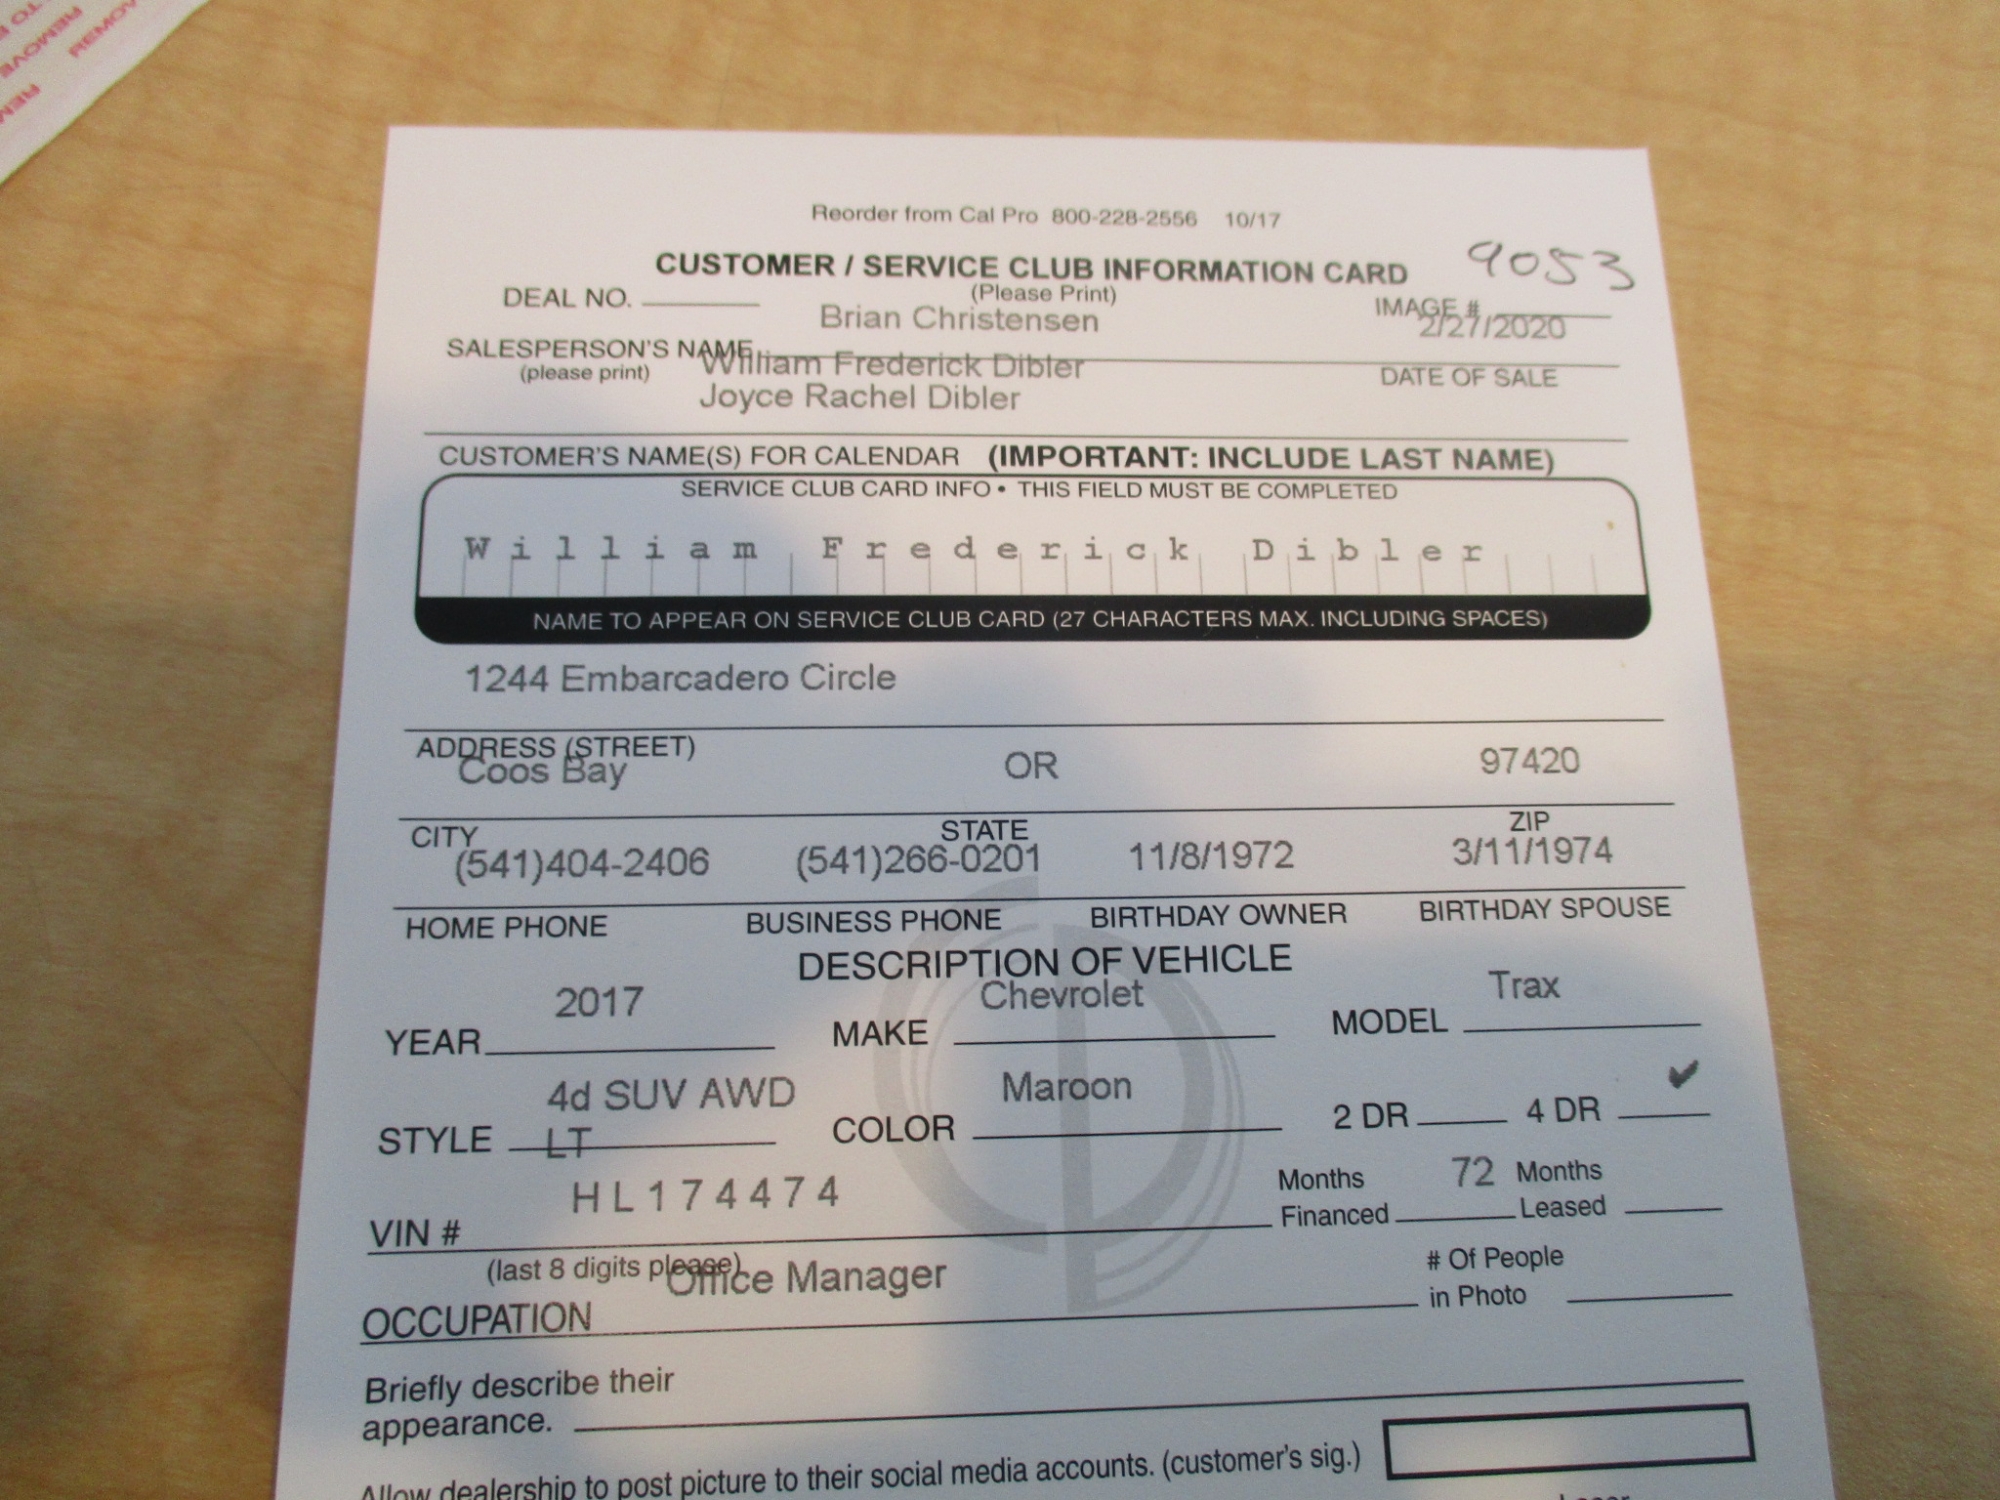 REMOVE TO
REMOVE
REM
Reorder from Cal Pro 800-228-2556 10/17
CUSTOMER / SERVICE CLUB INFORMATION CARD 9053
DEAL NO. (Please Print) IMAGE #
Brian Christensen 2/27/2020
SALESPERSON'S NAME William Frederick Dibler
(please print) DATE OF SALE
Joyce Rachel Dibler
CUSTOMER'S NAME(S) FOR CALENDAR (IMPORTANT: INCLUDE LAST NAME)
SERVICE CLUB CARD INFO • THIS FIELD MUST BE COMPLETED
William Frederick Dibler
NAME TO APPEAR ON SERVICE CLUB CARD (27 CHARACTERS MAX. INCLUDING SPACES)
1244 Embarcadero Circle
ADDRESS (STREET)
Coos Bay OR 97420
CITY STATE ZIP
(541)404-2406 (541)266-0201 11/8/1972 3/11/1974
HOME PHONE BUSINESS PHONE BIRTHDAY OWNER BIRTHDAY SPOUSE
DESCRIPTION OF VEHICLE
2017 Chevrolet Trax
YEAR MAKE MODEL
4d SUV AWD Maroon ✔
STYLE LT COLOR 2 DR 4 DR
HL174474 Months 72 Months
VIN # Financed Leased
(last 8 digits please) Office Manager # Of People
OCCUPATION in Photo
Briefly describe their
appearance.
Allow dealership to post picture to their social media accounts. (customer's sig.)